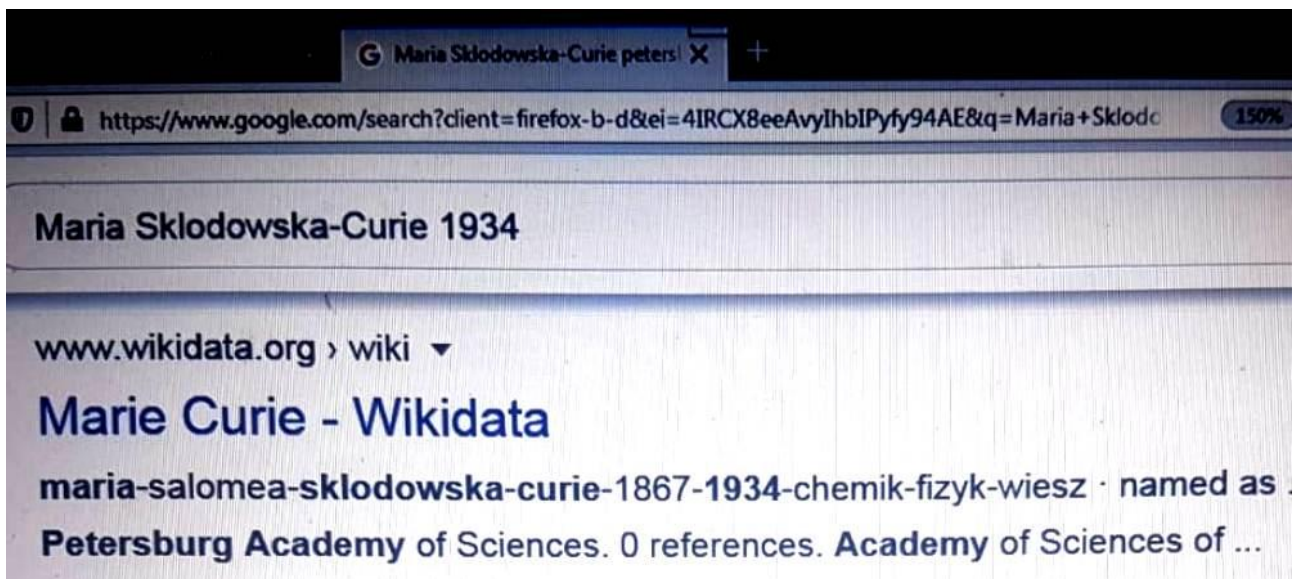 G Maria Sklodowska-Curie peters
https://www.google.com/search?client=firefox-b-d&ei=4IRCX8eeAvyIhbIPyfy94AE&q=Maria+Sklodo 150%
Maria Sklodowska-Curie 1934
www.wikidata.org › wiki
Marie Curie - Wikidata
maria-salomea-sklodowska-curie-1867-1934-chemik-fizyk-wiesz · named as .
Petersburg Academy of Sciences. 0 references. Academy of Sciences of ...